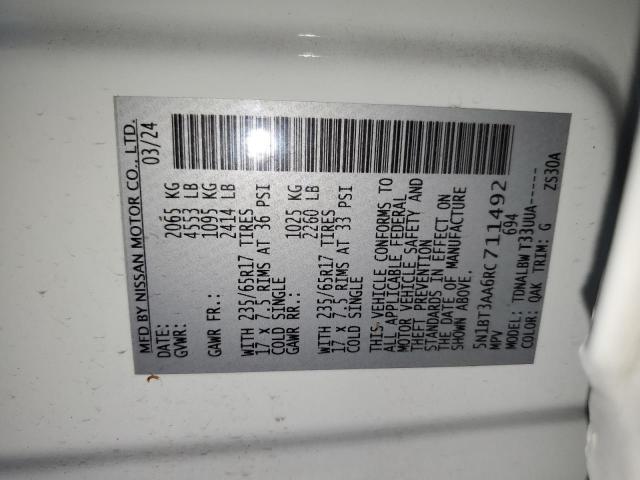 MFD BY NISSAN MOTOR CO., LTD.
DATE: 03/24
GVWR: 2065 KG
4553 LB
GAWR FR.: 1095 KG
2414 LB
WITH 235/65R17 TIRES
17 X 7.5 RIMS AT 36 PSI
COLD SINGLE
GAWR RR.: 1025 KG
2260 LB
WITH 235/65R17 TIRES
17 X 7.5 RIMS AT 33 PSI
COLD SINGLE
THIS VEHICLE CONFORMS TO
ALL APPLICABLE FEDERAL
MOTOR VEHICLE SAFETY AND
THEFT PREVENTION
STANDARDS IN EFFECT ON
THE DATE OF MANUFACTURE
SHOWN ABOVE.
5N1BT3AA6RC711492
MPV 694
MODEL: TDNALBW T33UUA-----
COLOR: QAK TRIM: G ZS30A